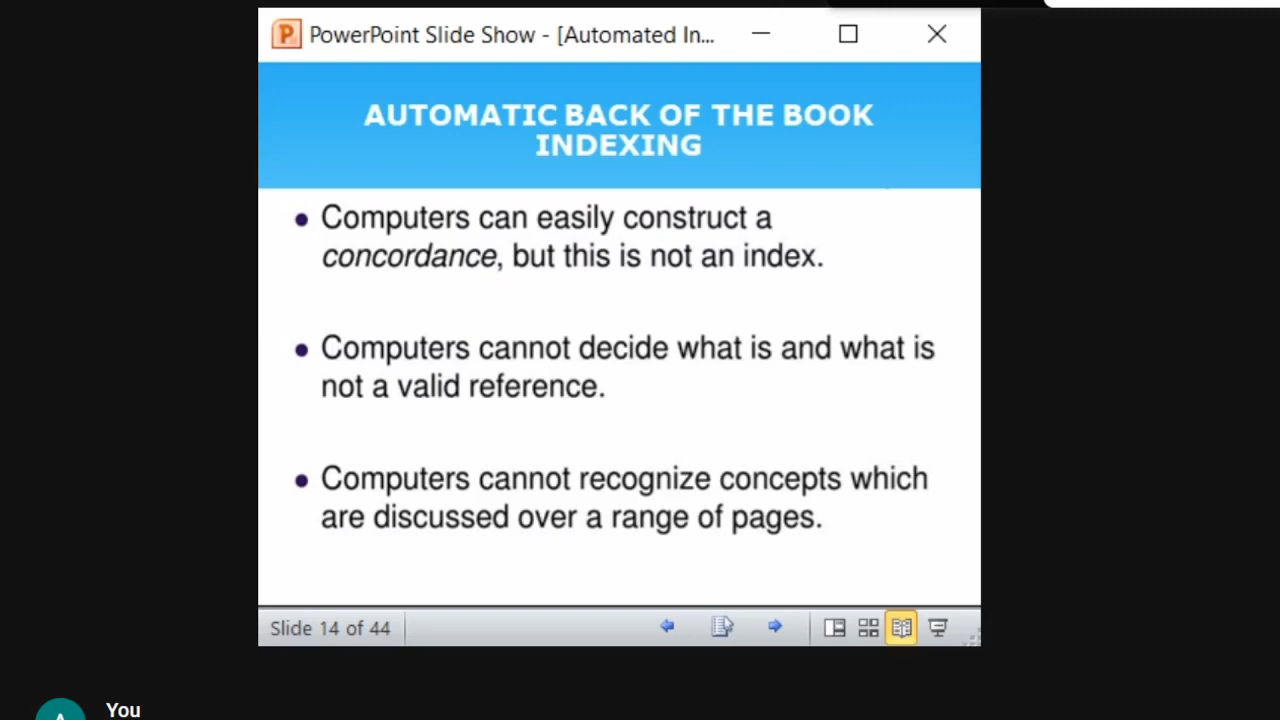 PowerPoint Slide Show - [Automated In...
AUTOMATIC BACK OF THE BOOK
INDEXING
• Computers can easily construct a
concordance, but this is not an index.
• Computers cannot decide what is and what is
not a valid reference.
• Computers cannot recognize concepts which
are discussed over a range of pages.
Slide 14 of 44
A
You